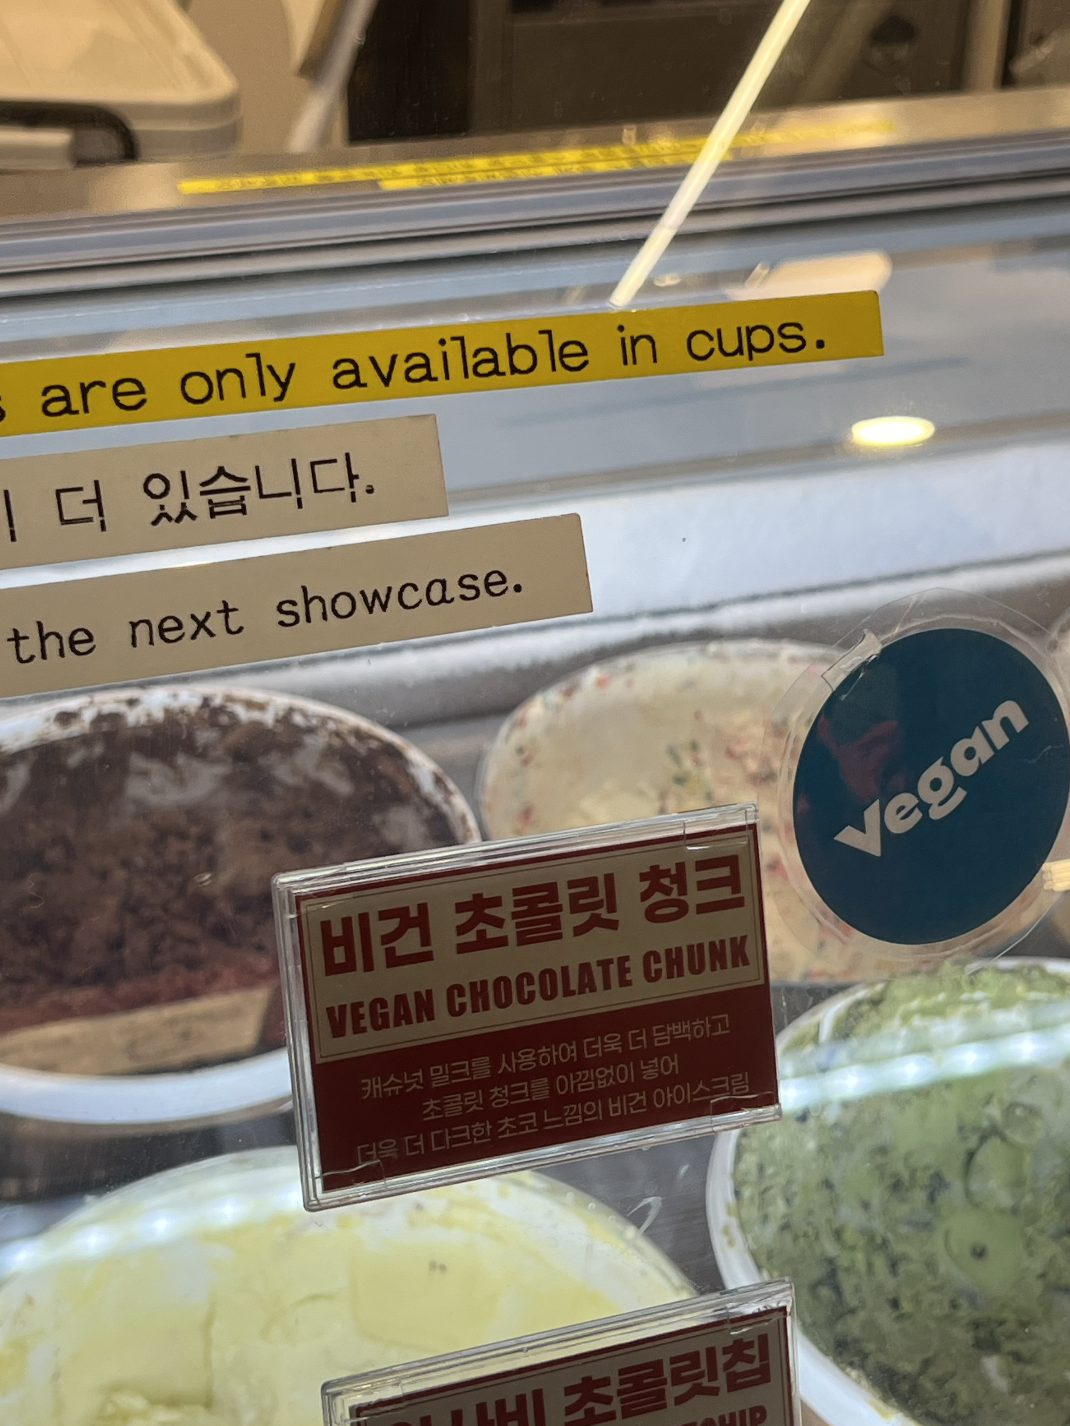 are only available in cups.
더 있습니다.
the next showcase.
Vegan
비건 초콜릿 청크
VEGAN CHOCOLATE CHUNK
캐슈넛 밀크를 사용하여 더욱 더 담백하고
초콜릿 청크를 아낌없이 넣어
더욱 더 다크한 초코 느낌의 비건 아이스크림
초콜릿칩